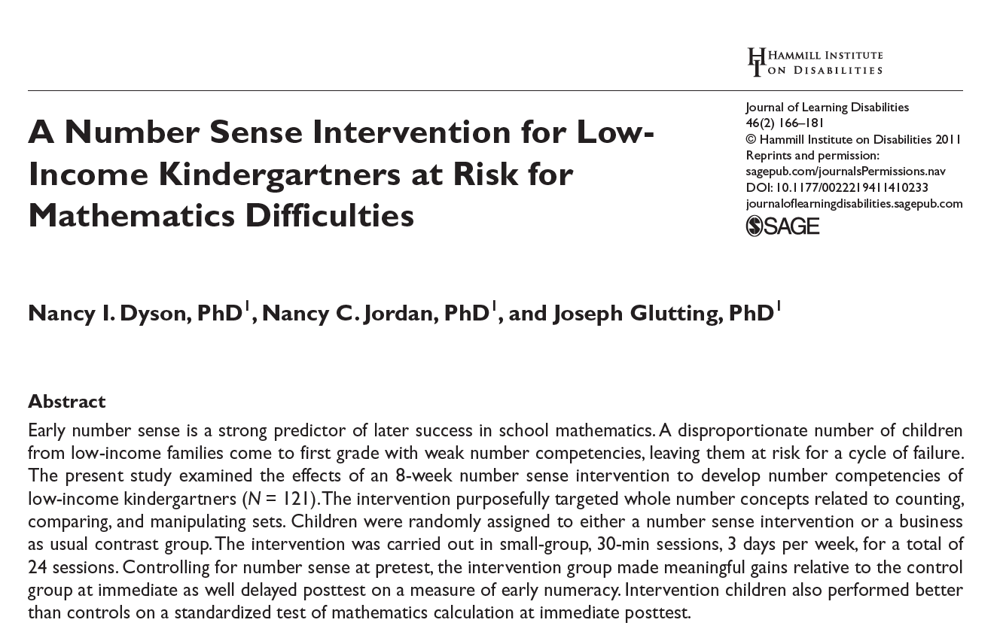 HAMMILL INSTITUTE
ON DISABILITIES
Journal of Learning Disabilities
46(2) 166–181
© Hammill Institute on Disabilities 2011
Reprints and permission:
sagepub.com/journalsPermissions.nav
DOI: 10.1177/0022219411410233
journaloflearningdisabilities.sagepub.com
SAGE
A Number Sense Intervention for Low-
Income Kindergartners at Risk for
Mathematics Difficulties
Nancy I. Dyson, PhD1, Nancy C. Jordan, PhD1, and Joseph Glutting, PhD1
Abstract
Early number sense is a strong predictor of later success in school mathematics. A disproportionate number of children
from low-income families come to first grade with weak number competencies, leaving them at risk for a cycle of failure.
The present study examined the effects of an 8-week number sense intervention to develop number competencies of
low-income kindergartners (N = 121). The intervention purposefully targeted whole number concepts related to counting,
comparing, and manipulating sets. Children were randomly assigned to either a number sense intervention or a business
as usual contrast group. The intervention was carried out in small-group, 30-min sessions, 3 days per week, for a total of
24 sessions. Controlling for number sense at pretest, the intervention group made meaningful gains relative to the control
group at immediate as well delayed posttest on a measure of early numeracy. Intervention children also performed better
than controls on a standardized test of mathematics calculation at immediate posttest.